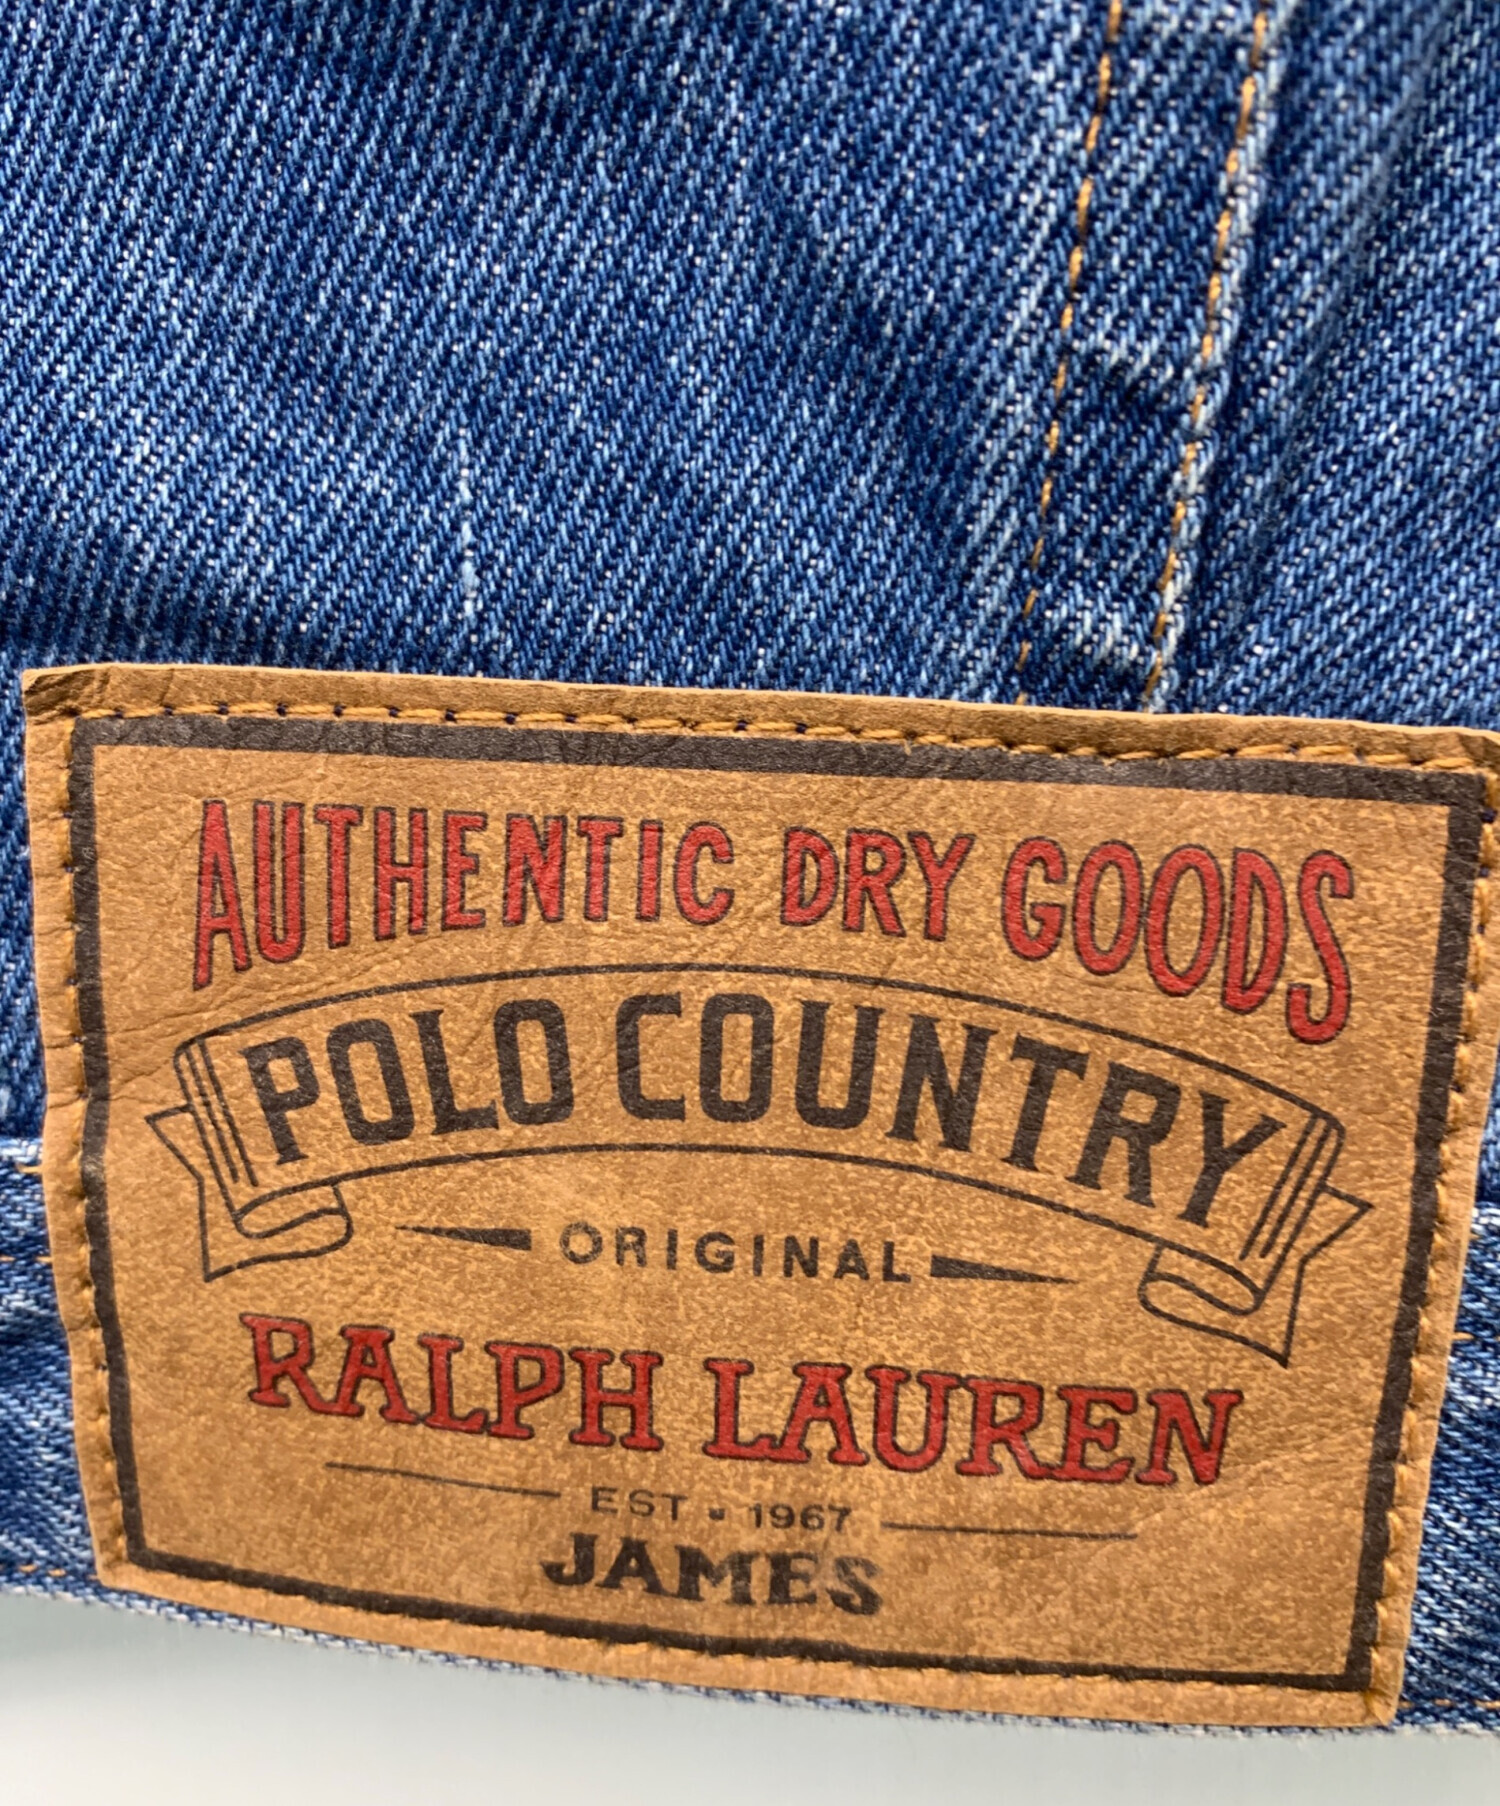 AUTHENTIC DRY GOODS
POLO COUNTRY
ORIGINAL
RALPH LAUREN
EST ▪ 1967
JAMES